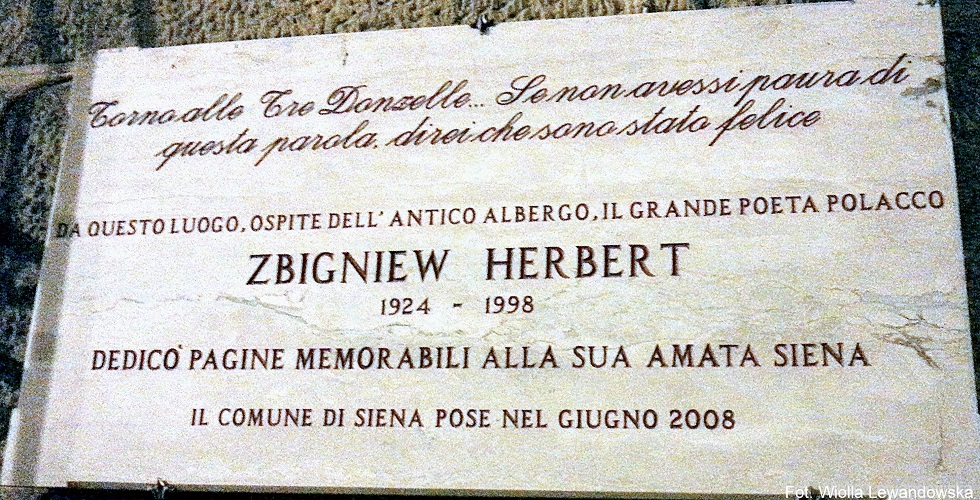 Torno alle Tre Donzelle... Se non avessi paura di
questa parola, direi che sono stato felice
DA QUESTO LUOGO, OSPITE DELL' ANTICO ALBERGO, IL GRANDE POETA POLACCO
ZBIGNIEW HERBERT
1924 - 1998
DEDICO' PAGINE MEMORABILI ALLA SUA AMATA SIENA
IL COMUNE DI SIENA POSE NEL GIUGNO 2008
Fot. Wiolla Lewandowska